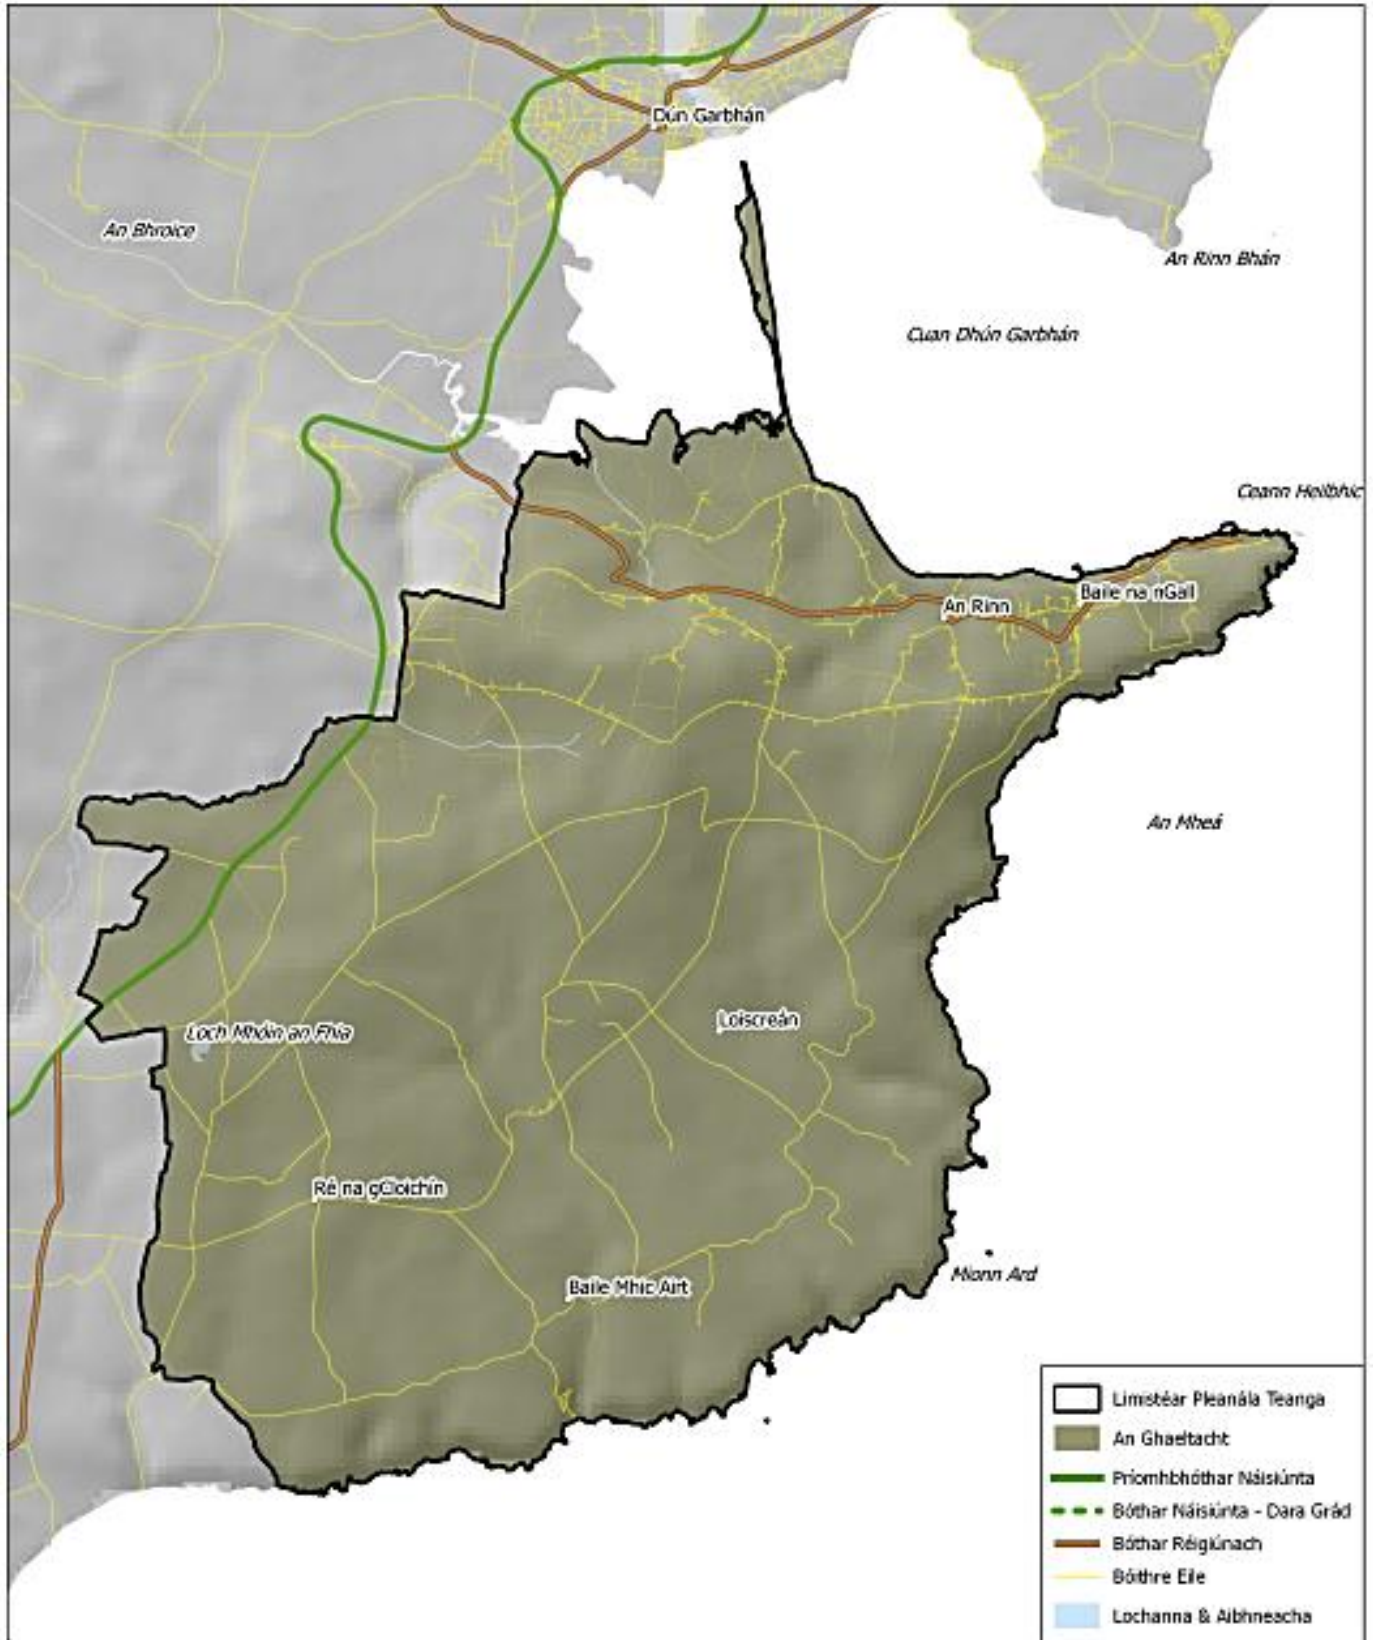 Dún Garbhán
An Bhroice
An Rinn Bhán
Cuan Dhún Garbhán
Ceann Heilbhic
Baile na nGall
An Rinn
An Mheá
Loiscreán
Loch Mhóin an Fhia
Ré na gCloichín
Mionn Ard
Baile Mhic Airt
Limistéar Pleanála Teanga
An Ghaeltacht
Príomhbhóthar Náisiúnta
Bóthar Náisiúnta - Dara Grád
Bóthar Réigiúnach
Bóithre Eile
Lochanna & Aibhneacha